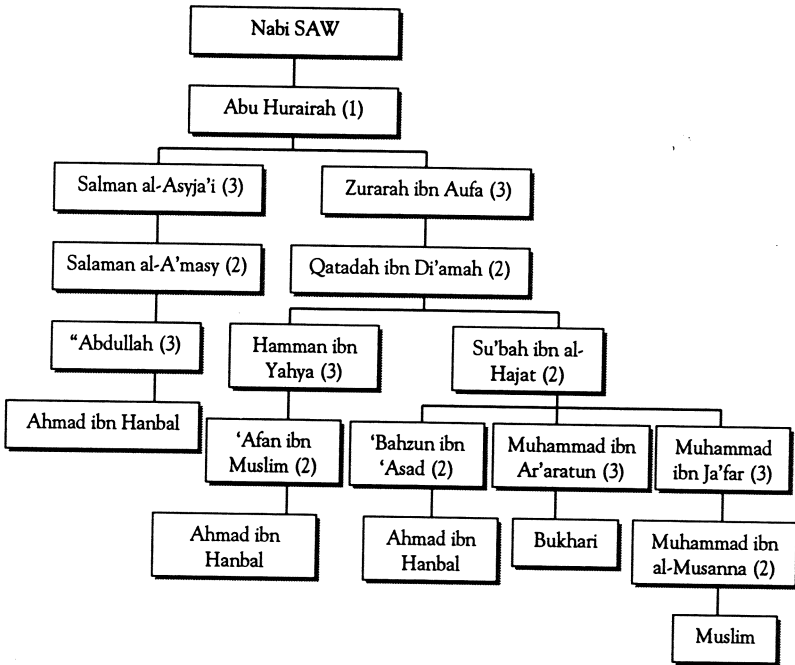 Nabi SAW
Abu Hurairah (1)
Salman al-Asyja'i (3)
Zurarah ibn Aufa (3)
Salaman al-A'masy (2)
Qatadah ibn Di'amah (2)
"Abdullah (3)
Hamman ibn
Yahya (3)
Su'bah ibn al-
Hajat (2)
Ahmad ibn Hanbal
'Afan ibn
Muslim (2)
'Bahzun ibn
'Asad (2)
Muhammad ibn
Ar'aratun (3)
Muhammad
ibn Ja'far (3)
Ahmad ibn
Hanbal
Ahmad ibn
Hanbal
Bukhari
Muhammad ibn
al-Musanna (2)
Muslim